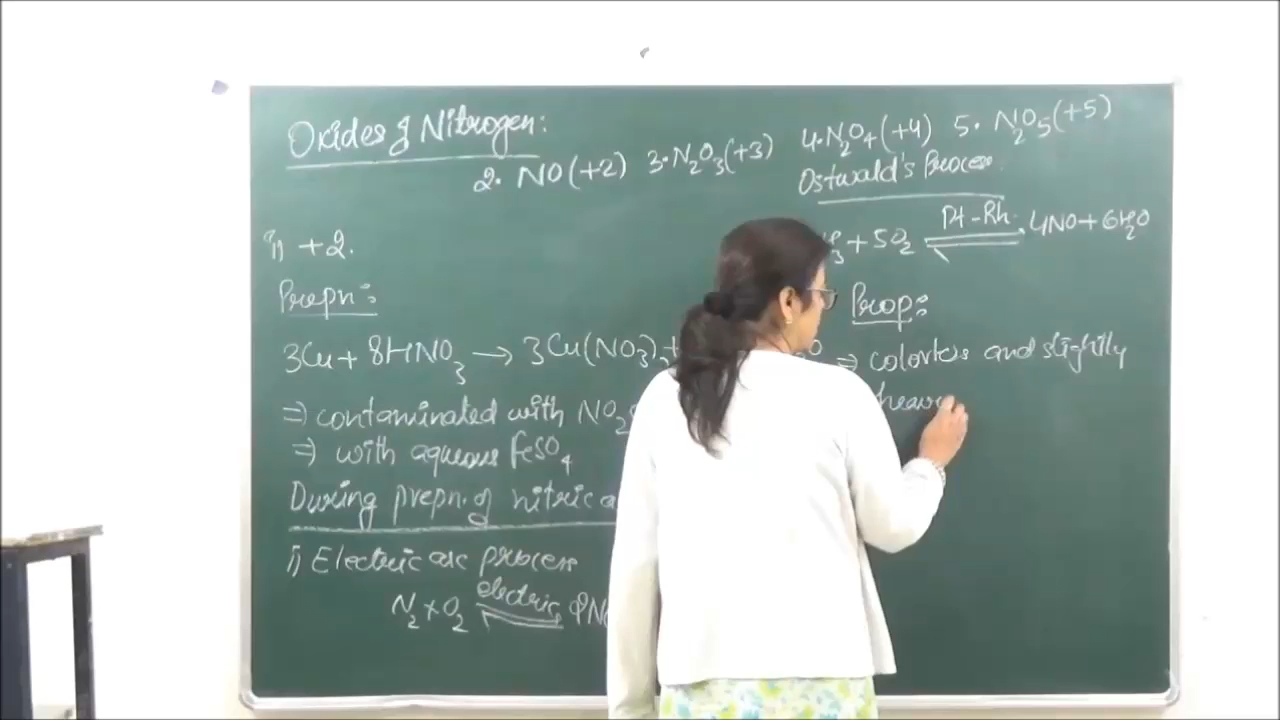 Oxides of Nitrogen:
2. NO(+2) 3. N₂O₃(+3) 4. N₂O₄(+4) 5. N₂O₅(+5)
ii) +2.
Prepn:
3Cu + 8HNO₃ → 3Cu(NO₃)₂ +
⇒ contaminated with NO₂
⇒ with aqueous FeSO₄
During prepn. of nitric
i) Electric arc process
N₂ + O₂ ⇌ electric
Ostwald's Process
+ 5O₂ ⇌ Pt-Rh 4NO + 6H₂O
Prop:
⇒ colorless and slightly